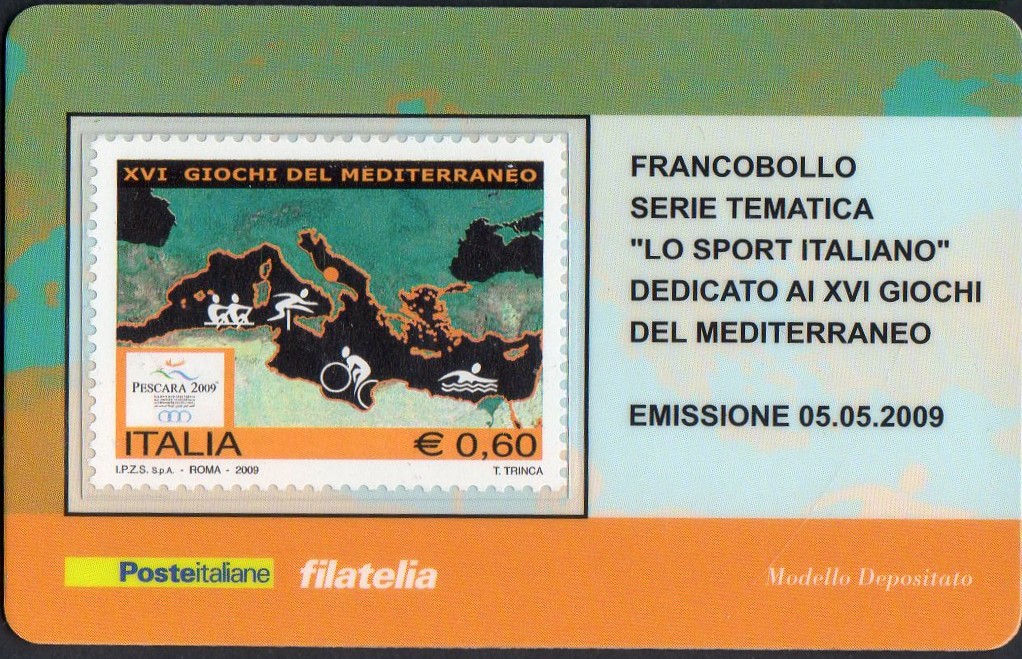 XVI GIOCHI DEL MEDITERRANEO
PESCARA 2009
ITALIA
€ 0,60
I.P.Z.S. S.p.A. - ROMA - 2009
T. TRINCA
FRANCOBOLLO
SERIE TEMATICA
"LO SPORT ITALIANO"
DEDICATO AI XVI GIOCHI
DEL MEDITERRANEO
EMISSIONE 05.05.2009
Posteitaliane
filatelia
Modello Depositato